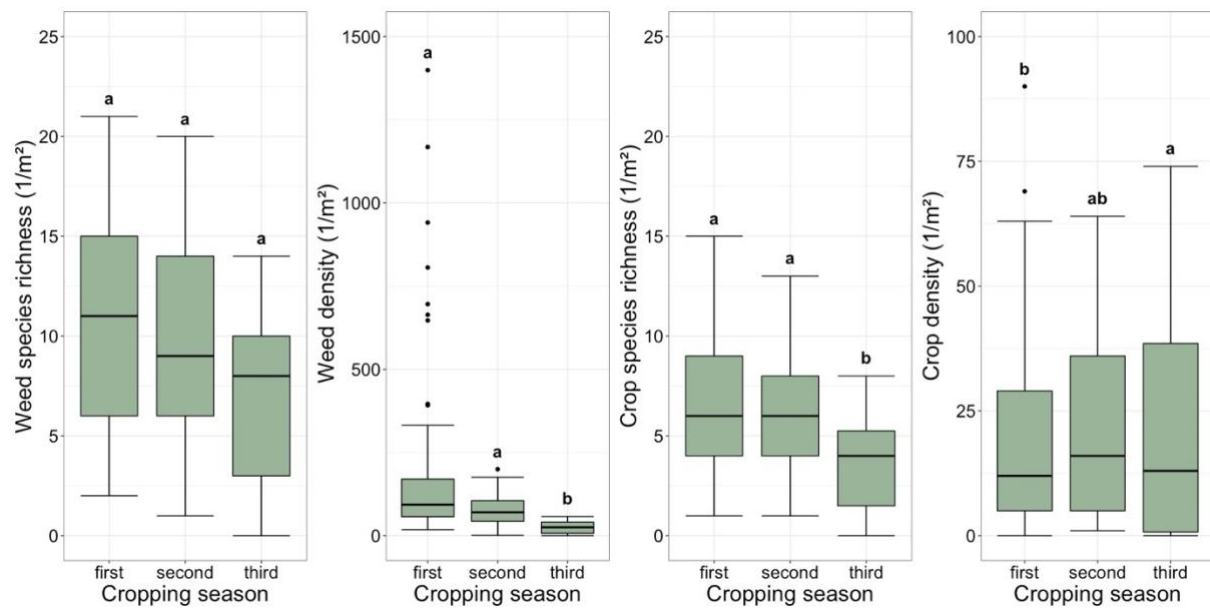 Weed species richness (1/m²)
25
20
15
10
5
0
a
a
a
first
second
third
Cropping season
Weed density (1/m²)
1500
1000
500
0
a
a
b
first
second
third
Cropping season
Crop species richness (1/m²)
25
20
15
10
5
0
a
a
b
first
second
third
Cropping season
Crop density (1/m²)
100
75
50
25
0
b
ab
a
first
second
third
Cropping season